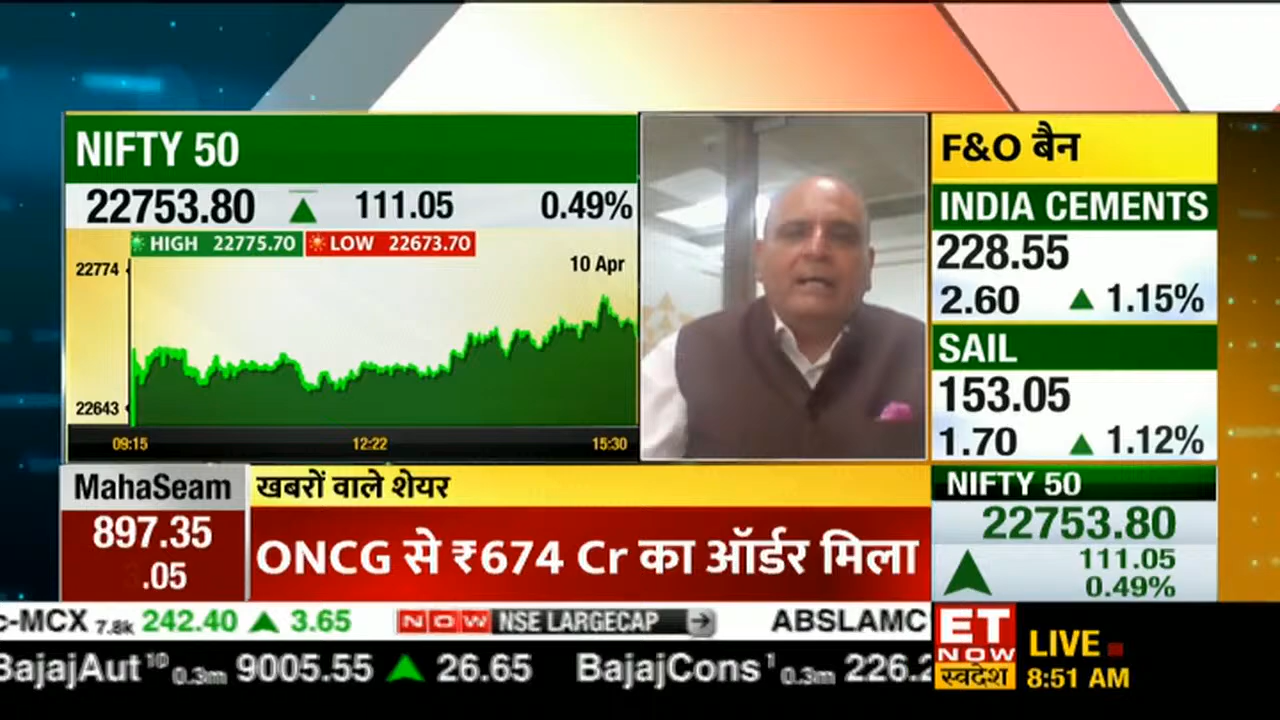 NIFTY 50
22753.80 ▲ 111.05 0.49%
HIGH 22775.70 LOW 22673.70
22774
10 Apr
22643
09:15 12:22 15:30
F&O बैन
INDIA CEMENTS
228.55
2.60 ▲ 1.15%
SAIL
153.05
1.70 ▲ 1.12%
NIFTY 50
22753.80
▲ 111.05
0.49%
MahaSeam
897.35
.05
खबरों वाले शेयर
ONCG से ₹674 Cr का ऑर्डर मिला
c-MCX 7.8k 242.40 ▲ 3.65 NOW NSE LARGECAP → ABSLAMC
BajajAut 10 0.3m 9005.55 ▲ 26.65 BajajCons 1 0.3m 226.2
ET
NOW
स्वदेश
LIVE
8:51 AM